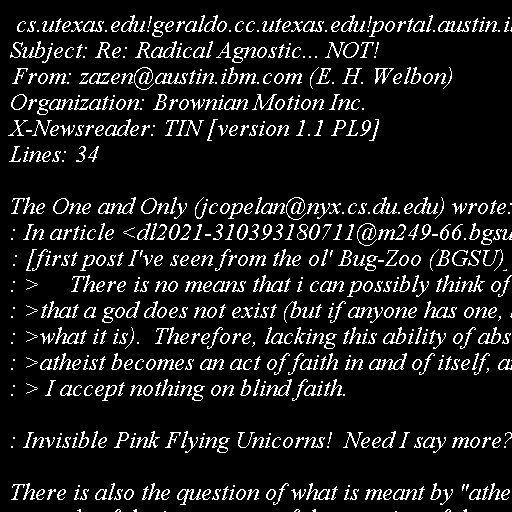 cs.utexas.edu!geraldo.cc.utexas.edu!portal.austin.
Subject: Re: Radical Agnostic... NOT!
From: zazen@austin.ibm.com (E. H. Welbon)
Organization: Brownian Motion Inc.
X-Newsreader: TIN [version 1.1 PL9]
Lines: 34
The One and Only (jcopelan@nyx.cs.du.edu) wrote:
: In article <dl2021-310393180711@m249-66.bgsu
: [first post I've seen from the ol' Bug-Zoo (BGSU)
: >     There is no means that i can possibly think of
: >that a god does not exist (but if anyone has one,
: >what it is).  Therefore, lacking this ability of abs
: >atheist becomes an act of faith in and of itself,
: > I accept nothing on blind faith.
: Invisible Pink Flying Unicorns!  Need I say more?
There is also the question of what is meant by "athe